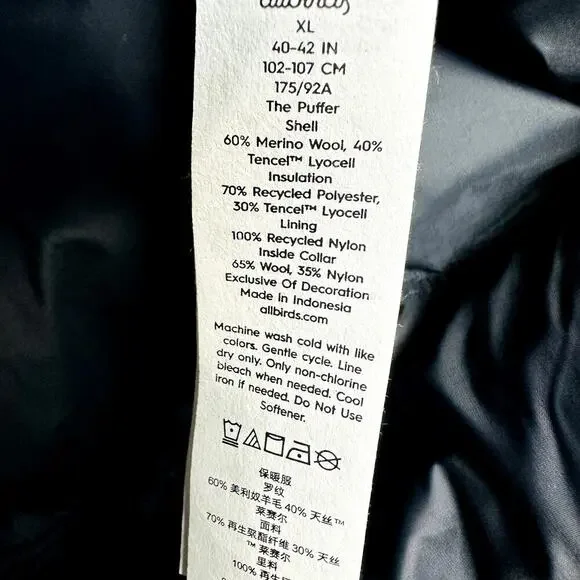 allbirds
XL
40-42 IN
102-107 CM
175/92A
The Puffer
Shell
60% Merino Wool, 40%
Tencel™ Lyocell
Insulation
70% Recycled Polyester,
30% Tencel™ Lyocell
Lining
100% Recycled Nylon
Inside Collar
65% Wool, 35% Nylon
Exclusive Of Decoration
Made in Indonesia
allbirds.com
Machine wash cold with like
colors. Gentle cycle. Line
dry only. Only non-chlorine
bleach when needed. Cool
iron if needed. Do Not Use
Softener.
保暖服
罗纹
60% 美利奴羊毛 40% 天丝™
莱赛尔
面料
70% 再生聚酯纤维 30% 天丝
™ 莱赛尔
里料
100% 再生